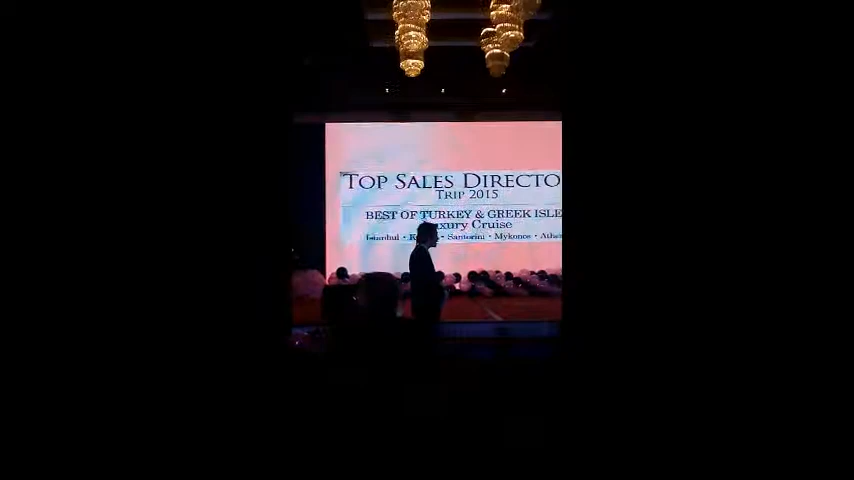 TOP SALES DIRECTO
TRIP 2015
BEST OF TURKEY & GREEK ISLE
Luxury Cruise
Istanbul • • Santorini • Mykonos • Athe